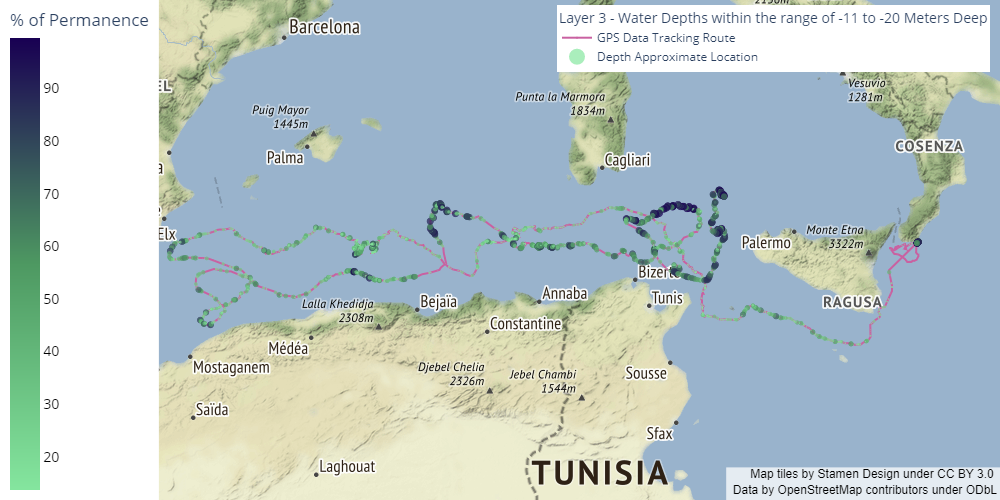 % of Permanence
90
80
70
60
50
40
30
20
Layer 3 - Water Depths within the range of -11 to -20 Meters Deep
GPS Data Tracking Route
Depth Approximate Location
Barcelona
EL
Vesuvio
1281m
Punta la Marmora
1834m
Puig Mayor
1445m
COSENZA
Palma
Cagliari
a
Elx
Monte Etna
3322m
Palermo
Bizerte
Lalla Khedidja
2308m
Bejaïa
Annaba
Tunis
RAGUSA
Constantine
Médéa
Mostaganem
Djebel Chelia
2326m
Jebel Chambi
1544m
Sousse
Saïda
Sfax
Laghouat
TUNISIA
Map tiles by Stamen Design under CC BY 3.0
Data by OpenStreetMap contributors under ODbL